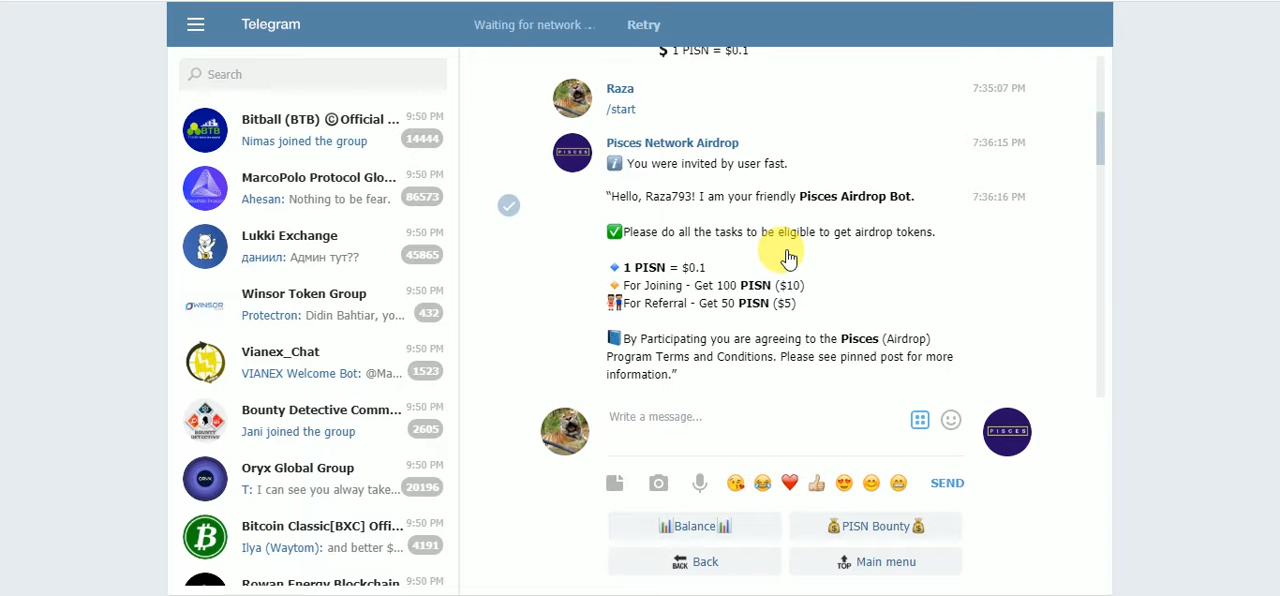 Telegram
Waiting for network ...
Retry
Search
Bitball (BTB) ©Official ...
9:50 PM
Nimas joined the group
14444
MarcoPolo Protocol Glo...
9:50 PM
Ahesan: Nothing to be fear.
86573
Lukki Exchange
9:50 PM
даниил: Админ тут??
45865
Winsor Token Group
9:50 PM
Protectron: Didin Bahtiar, yo...
432
WINSOR
Vianex_Chat
9:50 PM
VIANEX Welcome Bot: @Ma...
1523
Bounty Detective Comm...
9:50 PM
Jani joined the group
2605
Oryx Global Group
9:50 PM
T: I can see you alway take...
20196
Bitcoin Classic[BXC] Offi...
9:50 PM
Ilya (Waytom): and better $...
4191
Rowan Energy Blockchain
9:50 PM
$ 1 PISN = $0.1
Raza
7:35:07 PM
/start
Pisces Network Airdrop
7:36:15 PM
PISCES
You were invited by user fast.
“Hello, Raza793! I am your friendly Pisces Airdrop Bot.
7:36:16 PM
✅Please do all the tasks to be eligible to get airdrop tokens.
🔹 1 PISN = $0.1
🔸 For Joining - Get 100 PISN ($10)
👫For Referral - Get 50 PISN ($5)
📘By Participating you are agreeing to the Pisces (Airdrop)
Program Terms and Conditions. Please see pinned post for more
information.”
Write a message...
PISCES
SEND
📊Balance📊
💰PISN Bounty💰
🔙 Back
🔝 Main menu